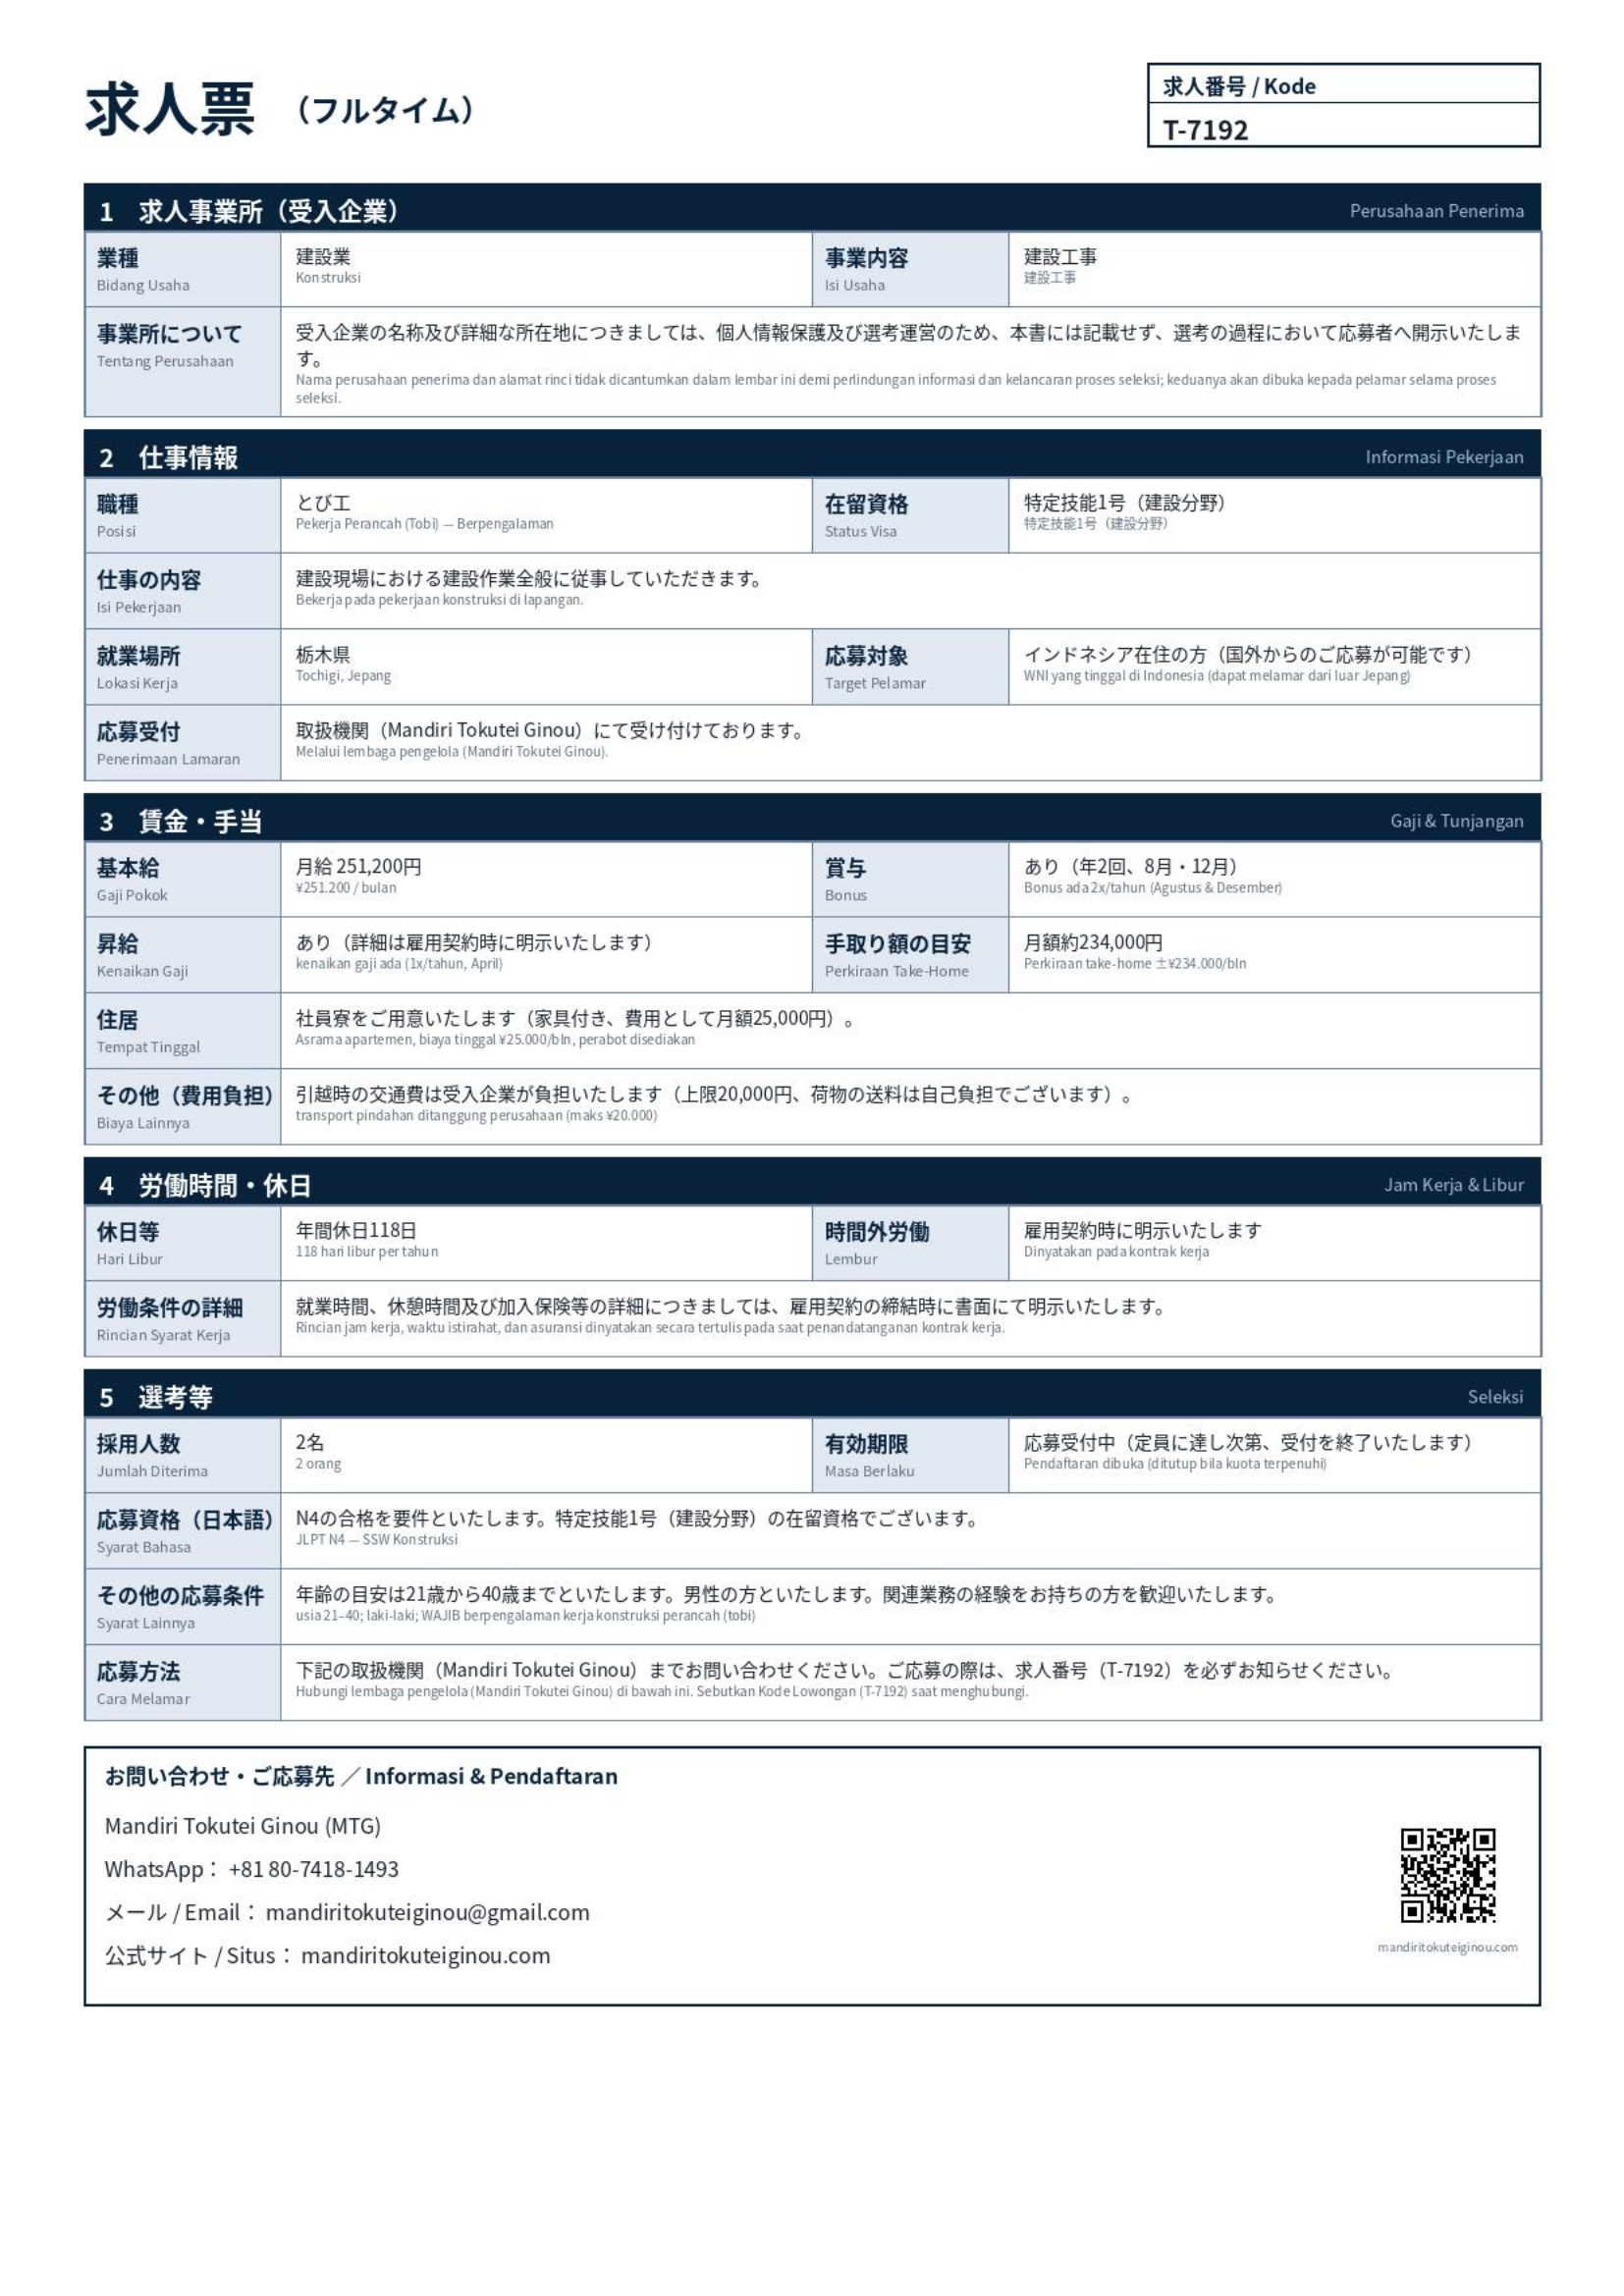 求人票 （フルタイム）
求人番号 / Kode
T-7192
1 求人事業所（受入企業） Perusahaan Penerima
業種 建設業 事業内容 建設工事
Bidang Usaha Konstruksi Isi Usaha 建設工事
事業所について 受入企業の名称及び詳細な所在地につきましては、個人情報保護及び選考運営のため、本書には記載せず、選考の過程において応募者へ開示いたしま
Tentang Perusahaan す。
Nama perusahaan penerima dan alamat rinci tidak dicantumkan dalam lembar ini demi perlindungan informasi dan kelancaran proses seleksi; keduanya akan dibuka kepada pelamar selama proses
seleksi.
2 仕事情報 Informasi Pekerjaan
職種 とび工 在留資格 特定技能1号（建設分野）
Posisi Pekerja Perancah (Tobi) — Berpengalaman Status Visa 特定技能1号（建設分野）
仕事の内容 建設現場における建設作業全般に従事していただきます。
Isi Pekerjaan Bekerja pada pekerjaan konstruksi di lapangan.
就業場所 栃木県 応募対象 インドネシア在住の方（国外からのご応募が可能です）
Lokasi Kerja Tochigi, Jepang Target Pelamar WNI yang tinggal di Indonesia (dapat melamar dari luar Jepang)
応募受付 取扱機関（Mandiri Tokutei Ginou）にて受け付けております。
Penerimaan Lamaran Melalui lembaga pengelola (Mandiri Tokutei Ginou).
3 賃金・手当 Gaji & Tunjangan
基本給 月給 251,200円 賞与 あり（年2回、8月・12月）
Gaji Pokok ¥251.200 / bulan Bonus Bonus ada 2x/tahun (Agustus & Desember)
昇給 あり（詳細は雇用契約時に明示いたします） 手取り額の目安 月額約234,000円
Kenaikan Gaji kenaikan gaji ada (1x/tahun, April) Perkiraan Take-Home Perkiraan take-home ±¥234.000/bln
住居 社員寮をご用意いたします（家具付き、費用として月額25,000円）。
Tempat Tinggal Asrama apartemen, biaya tinggal ¥25.000/bln, perabot disediakan
その他（費用負担） 引越時の交通費は受入企業が負担いたします（上限20,000円、荷物の送料は自己負担でございます）。
Biaya Lainnya transport pindahan ditanggung perusahaan (maks ¥20.000)
4 労働時間・休日 Jam Kerja & Libur
休日等 年間休日118日 時間外労働 雇用契約時に明示いたします
Hari Libur 118 hari libur per tahun Lembur Dinyatakan pada kontrak kerja
労働条件の詳細 就業時間、休憩時間及び加入保険等の詳細につきましては、雇用契約の締結時に書面にて明示いたします。
Rincian Syarat Kerja Rincian jam kerja, waktu istirahat, dan asuransi dinyatakan secara tertulis pada saat penandatanganan kontrak kerja.
5 選考等 Seleksi
採用人数 2名 有効期限 応募受付中（定員に達し次第、受付を終了いたします）
Jumlah Diterima 2 orang Masa Berlaku Pendaftaran dibuka (ditutup bila kuota terpenuhi)
応募資格（日本語） N4の合格を要件といたします。特定技能1号（建設分野）の在留資格でございます。
Syarat Bahasa JLPT N4 — SSW Konstruksi
その他の応募条件 年齢の目安は21歳から40歳までといたします。男性の方といたします。関連業務の経験をお持ちの方を歓迎いたします。
Syarat Lainnya usia 21–40; laki-laki; WAJIB berpengalaman kerja konstruksi perancah (tobi)
応募方法 下記の取扱機関（Mandiri Tokutei Ginou）までお問い合わせください。ご応募の際は、求人番号（T-7192）を必ずお知らせください。
Cara Melamar Hubungi lembaga pengelola (Mandiri Tokutei Ginou) di bawah ini. Sebutkan Kode Lowongan (T-7192) saat menghubungi.
お問い合わせ・ご応募先 ／ Informasi & Pendaftaran
Mandiri Tokutei Ginou (MTG)
WhatsApp： +81 80-7418-1493
メール / Email： mandiritokuteiginou@gmail.com
公式サイト / Situs： mandiritokuteiginou.com
mandiritokuteiginou.com